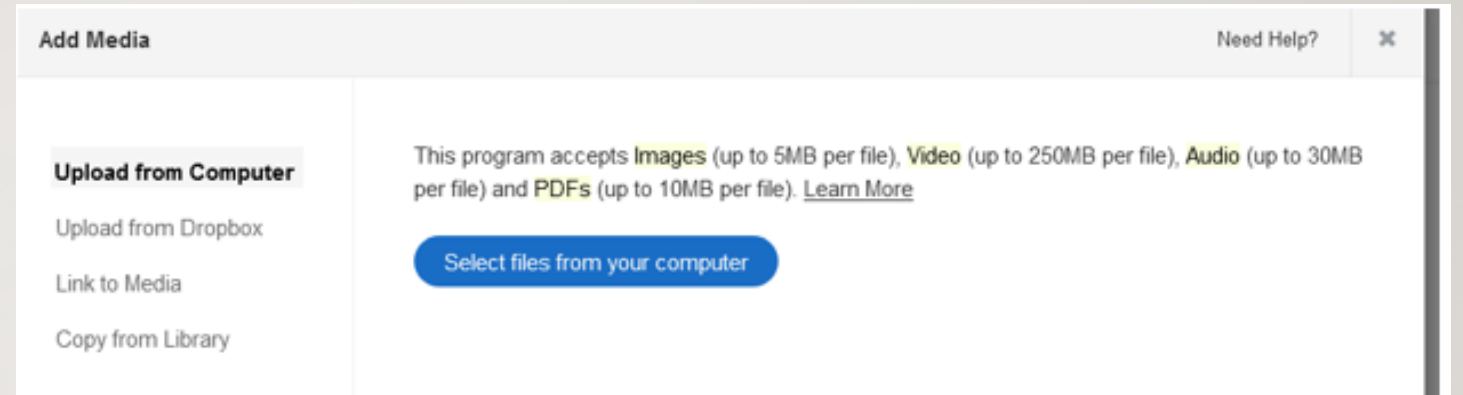 Add Media
Need Help?
×
Upload from Computer
Upload from Dropbox
Link to Media
Copy from Library
This program accepts Images (up to 5MB per file), Video (up to 250MB per file), Audio (up to 30MB
per file) and PDFs (up to 10MB per file). Learn More
Select files from your computer